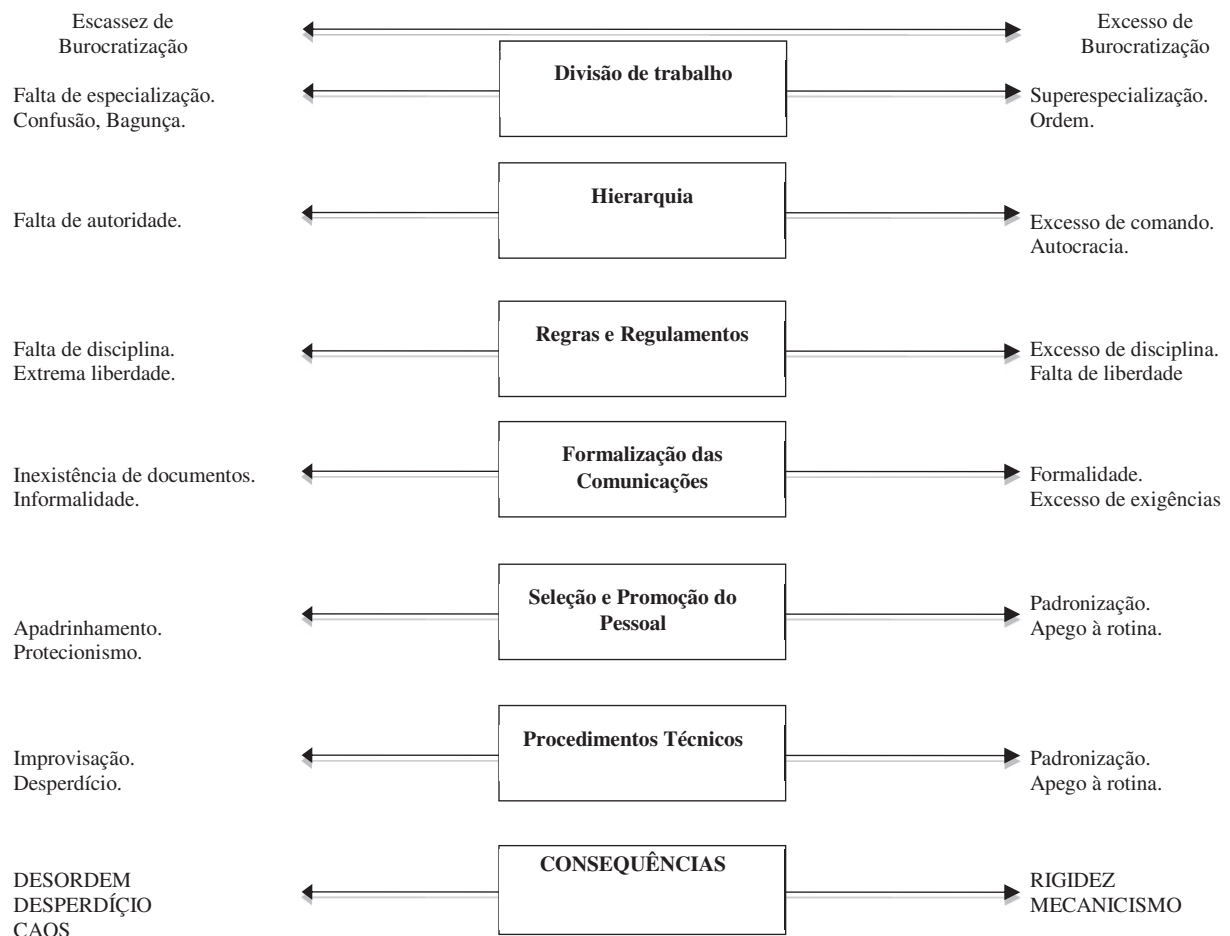 Escassez de
Burocratização
Excesso de
Burocratização
Divisão de trabalho
Falta de especialização.
Confusão, Bagunça.
Superespecialização.
Ordem.
Hierarquia
Falta de autoridade.
Excesso de comando.
Autocracia.
Regras e Regulamentos
Falta de disciplina.
Extrema liberdade.
Excesso de disciplina.
Falta de liberdade
Formalização das
Comunicações
Inexistência de documentos.
Informalidade.
Formalidade.
Excesso de exigências
Seleção e Promoção do
Pessoal
Apadrinhamento.
Protecionismo.
Padronização.
Apego à rotina.
Procedimentos Técnicos
Improvisação.
Desperdício.
Padronização.
Apego à rotina.
CONSEQUÊNCIAS
DESORDEM
DESPERDÍÇIO
CAOS
RIGIDEZ
MECANICISMO